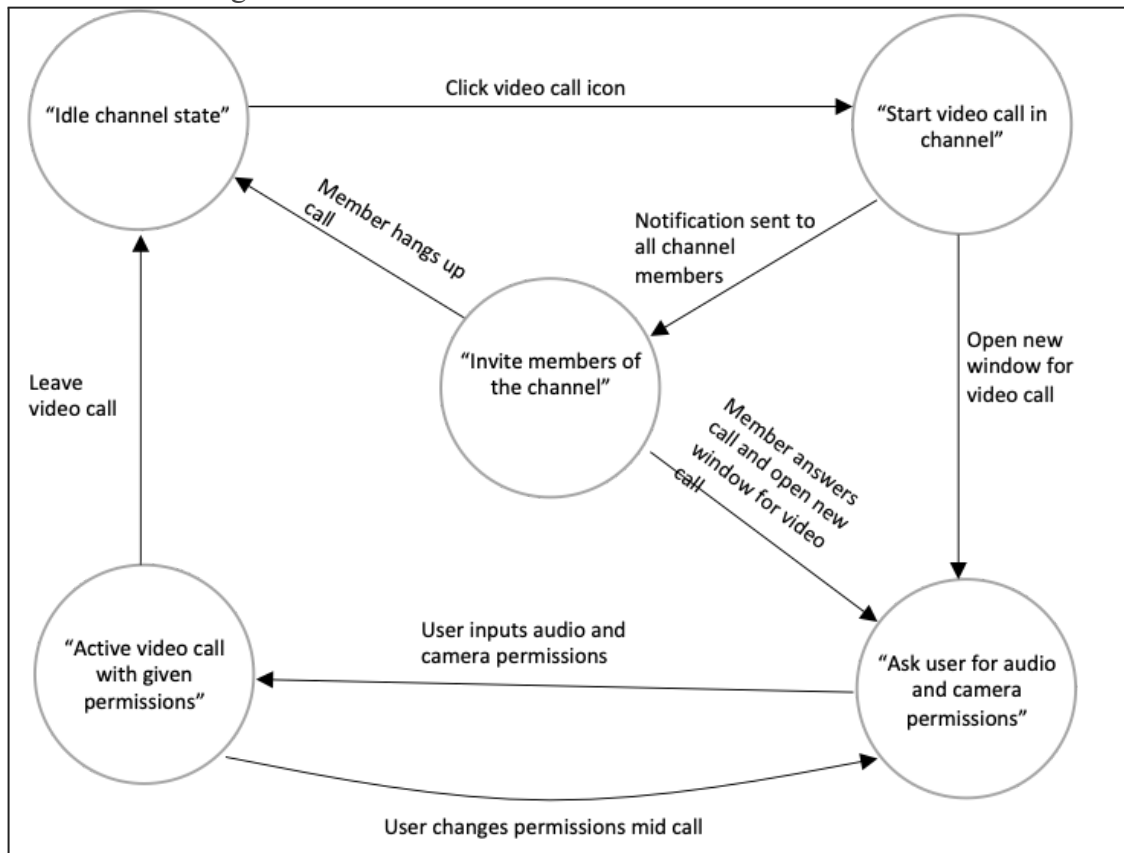 Click video call icon
“Idle channel state”
“Start video call in
channel”
Member hangs up
call
Notification sent to
all channel
members
“Invite members of
the channel”
Open new
window for
video call
Leave
video call
Member answers
call and open new
window for video
call
User inputs audio and
camera permissions
“Active video call
with given
permissions”
“Ask user for audio
and camera
permissions”
User changes permissions mid call